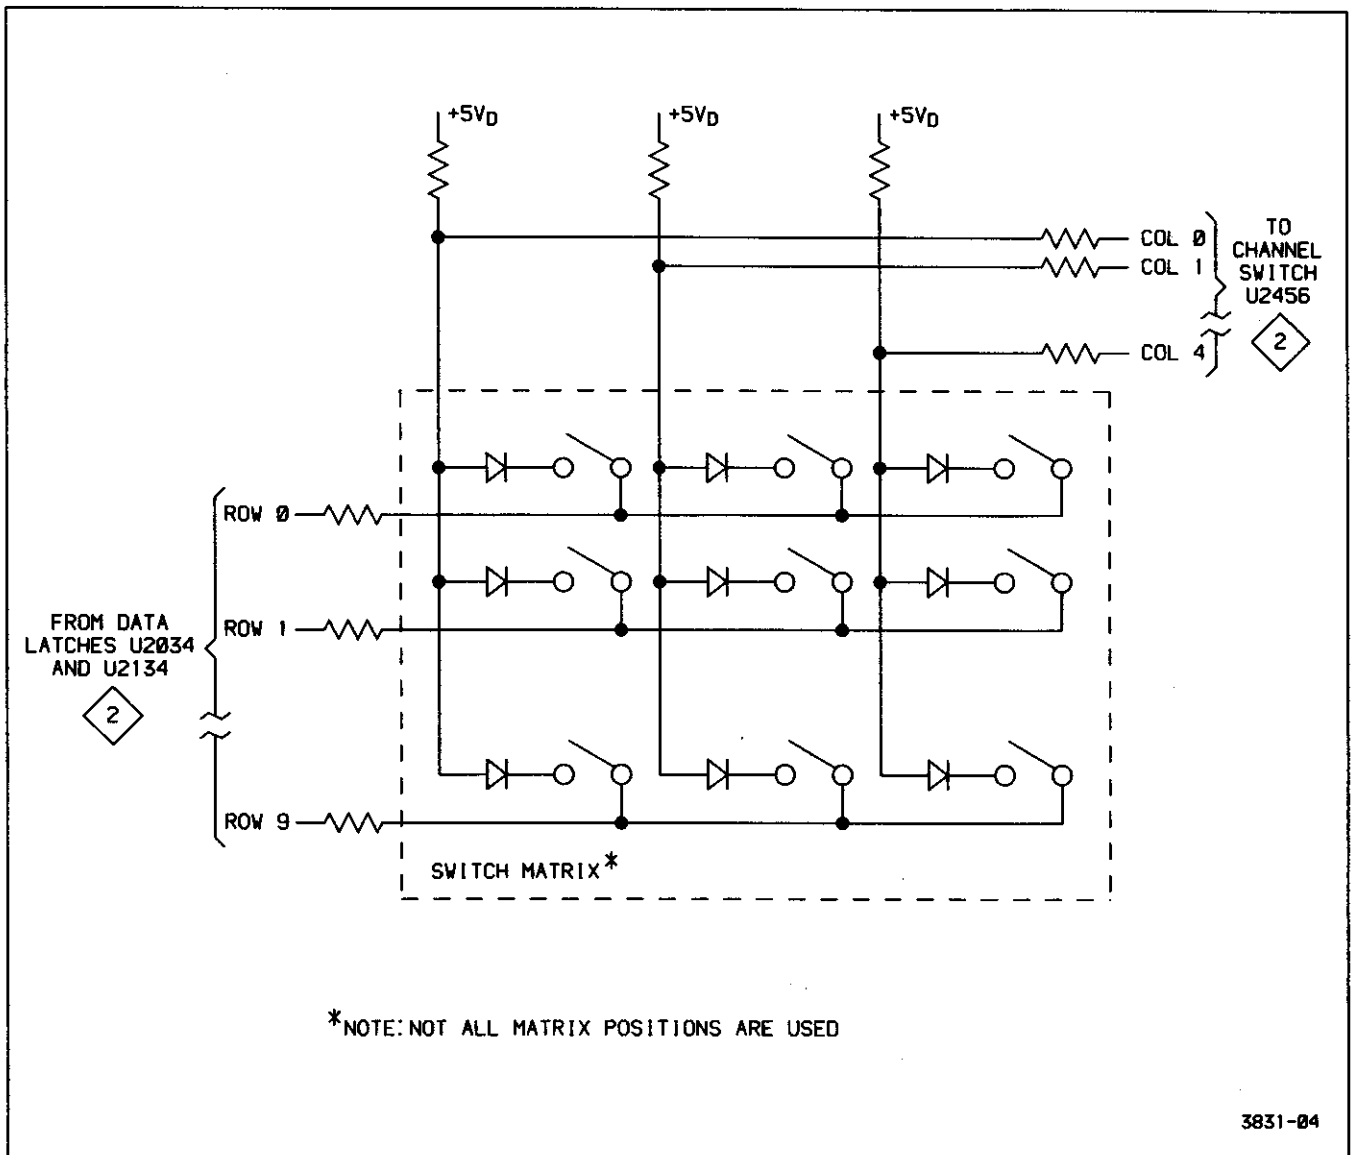 +5VD
+5VD
+5VD
COL 0
COL 1
COL 4
TO
CHANNEL
SWITCH
U2456
2
ROW 0
ROW 1
ROW 9
FROM DATA
LATCHES U2034
AND U2134
2
SWITCH MATRIX*
*NOTE: NOT ALL MATRIX POSITIONS ARE USED
3831-04